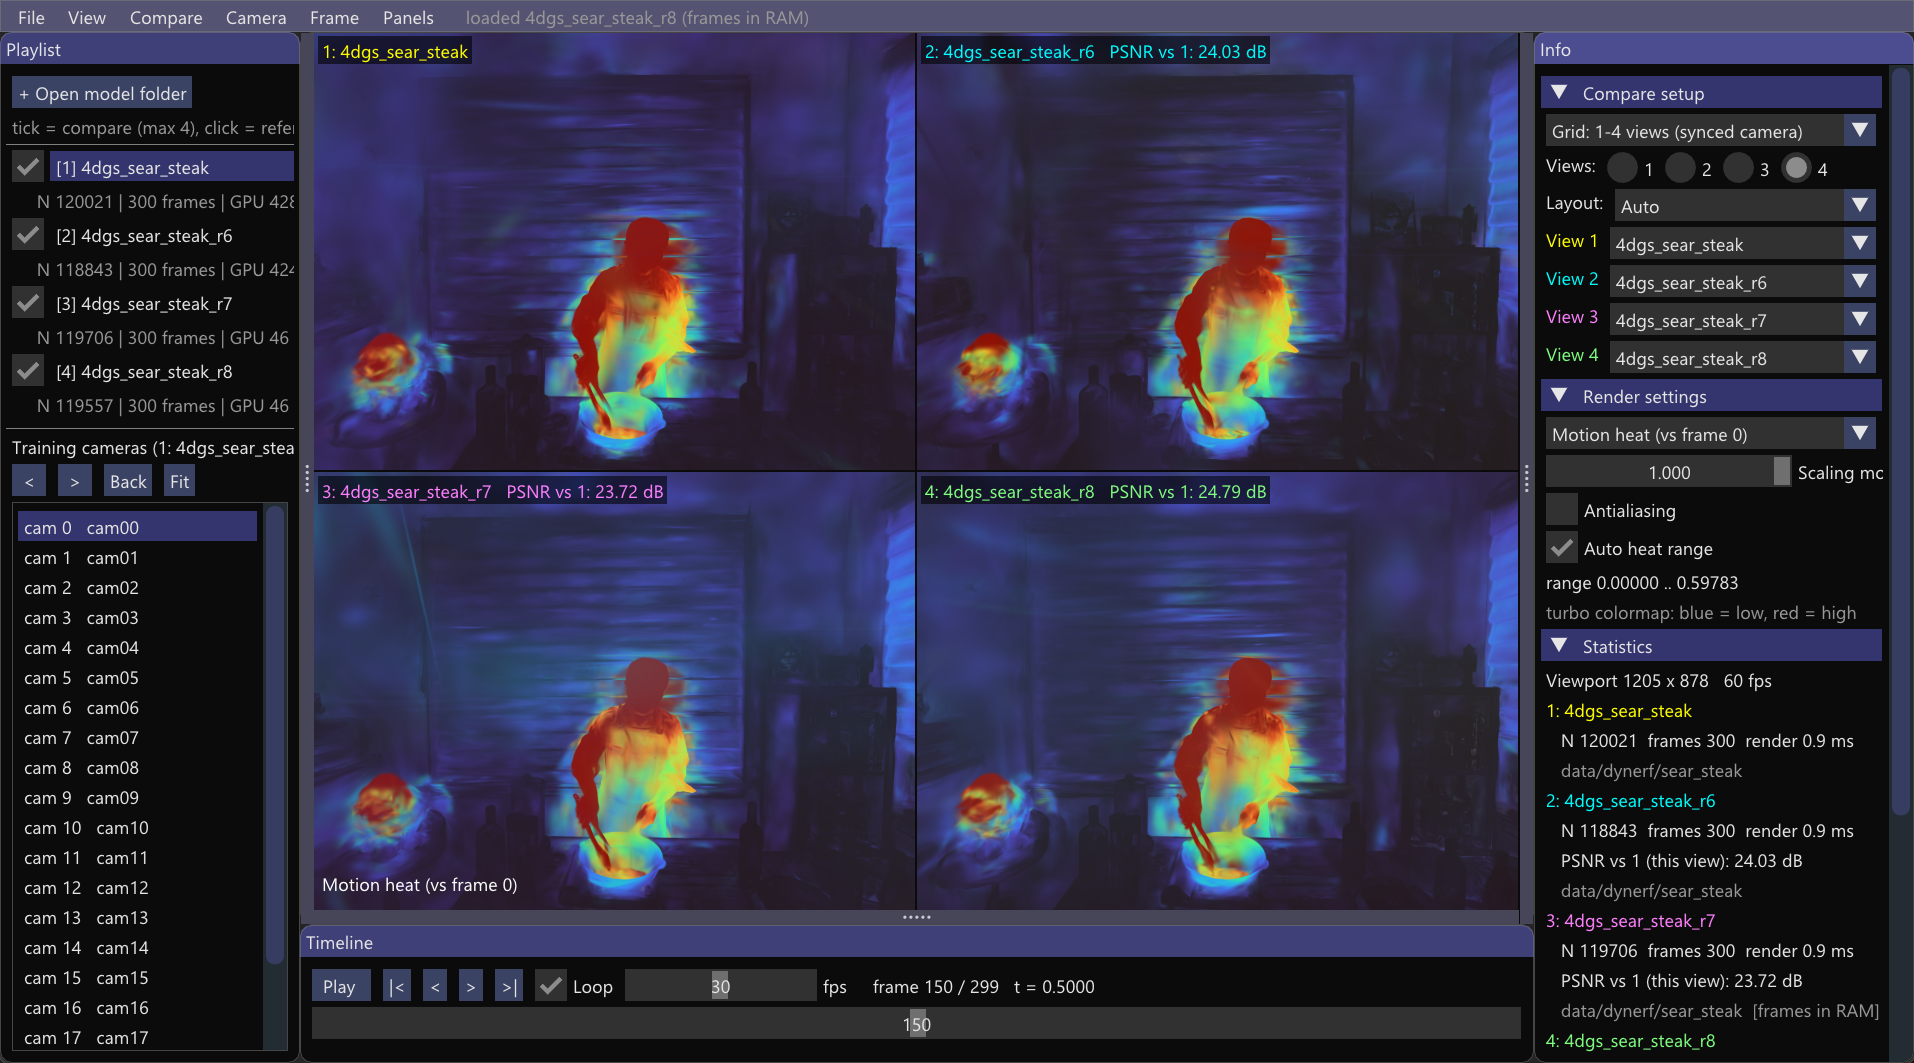 File View Compare Camera Frame Panels loaded 4dgs_sear_steak_r8 (frames in RAM)
Playlist
+ Open model folder
tick = compare (max 4), click = refer
[1] 4dgs_sear_steak
N 120021 | 300 frames | GPU 428
[2] 4dgs_sear_steak_r6
N 118843 | 300 frames | GPU 424
[3] 4dgs_sear_steak_r7
N 119706 | 300 frames | GPU 46
[4] 4dgs_sear_steak_r8
N 119557 | 300 frames | GPU 46
Training cameras (1: 4dgs_sear_stea
< > Back Fit
cam 0 cam00
cam 1 cam01
cam 2 cam02
cam 3 cam03
cam 4 cam04
cam 5 cam05
cam 6 cam06
cam 7 cam07
cam 8 cam08
cam 9 cam09
cam 10 cam10
cam 11 cam11
cam 12 cam12
cam 13 cam13
cam 14 cam14
cam 15 cam15
cam 16 cam16
cam 17 cam17
1: 4dgs_sear_steak
2: 4dgs_sear_steak_r6 PSNR vs 1: 24.03 dB
3: 4dgs_sear_steak_r7 PSNR vs 1: 23.72 dB
4: 4dgs_sear_steak_r8 PSNR vs 1: 24.79 dB
Motion heat (vs frame 0)
Timeline
Play |< < > >| Loop 30 fps frame 150 / 299 t = 0.5000
150
Info
Compare setup
Grid: 1-4 views (synced camera)
Views: 1 2 3 4
Layout: Auto
View 1 4dgs_sear_steak
View 2 4dgs_sear_steak_r6
View 3 4dgs_sear_steak_r7
View 4 4dgs_sear_steak_r8
Render settings
Motion heat (vs frame 0)
1.000 Scaling mo
Antialiasing
Auto heat range
range 0.00000 .. 0.59783
turbo colormap: blue = low, red = high
Statistics
Viewport 1205 x 878 60 fps
1: 4dgs_sear_steak
N 120021 frames 300 render 0.9 ms
data/dynerf/sear_steak
2: 4dgs_sear_steak_r6
N 118843 frames 300 render 0.9 ms
PSNR vs 1 (this view): 24.03 dB
data/dynerf/sear_steak
3: 4dgs_sear_steak_r7
N 119706 frames 300 render 0.9 ms
PSNR vs 1 (this view): 23.72 dB
data/dynerf/sear_steak [frames in RAM]
4: 4dgs_sear_steak_r8